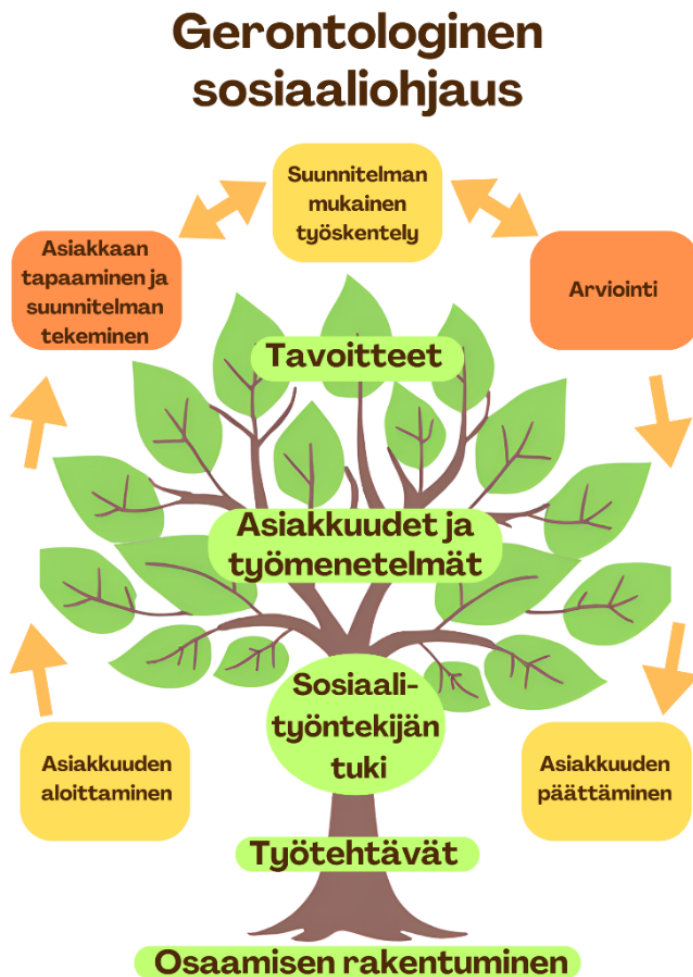 Gerontologinen
sosiaaliohjaus
Suunnitelman
mukainen
työskentely
Asiakkaan
tapaaminen ja
suunnitelman
tekeminen
Arviointi
Tavoitteet
Asiakkuudet ja
työmenetelmät
Sosiaali-
työntekijän
tuki
Asiakkuuden
aloittaminen
Asiakkuuden
päättäminen
Työtehtävät
Osaamisen rakentuminen